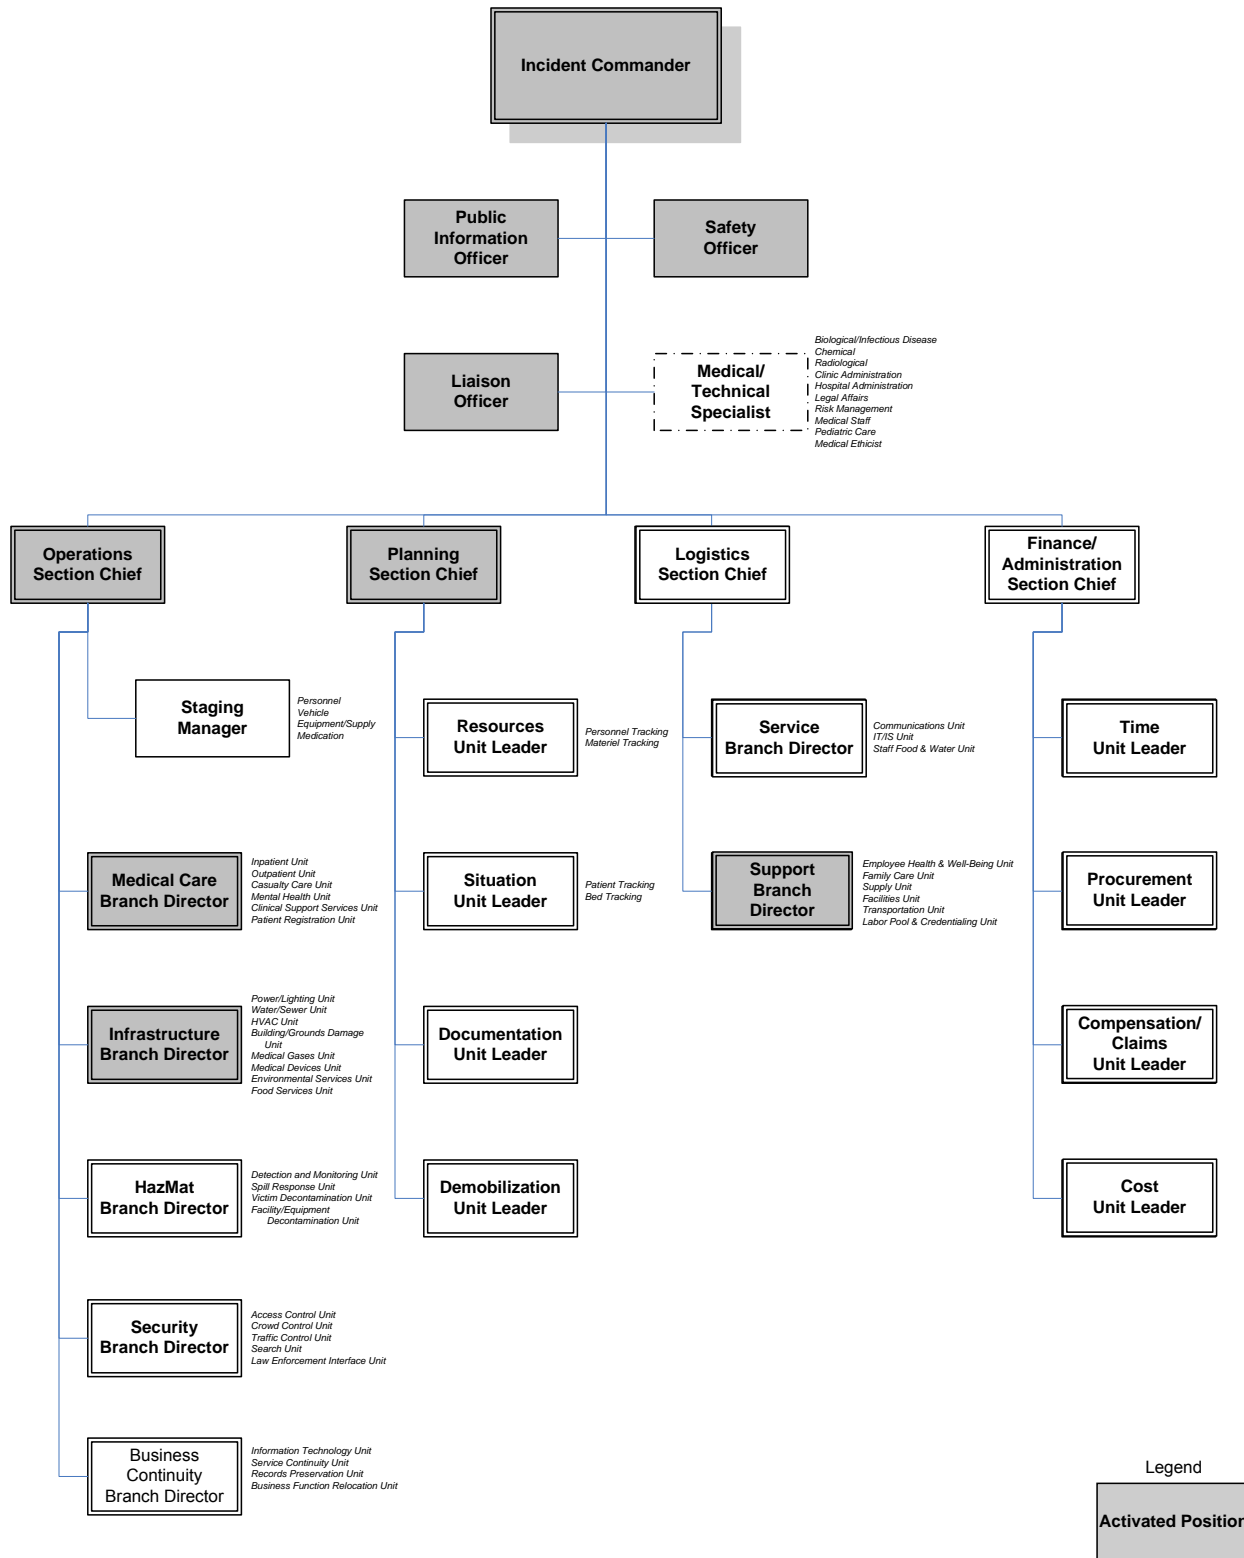 Incident Commander
Public
Information
Officer
Safety
Officer
Liaison
Officer
Medical/
Technical
Specialist
Biological/Infectious Disease
Chemical
Radiological
Clinic Administration
Hospital Administration
Legal Affairs
Risk Management
Medical Staff
Pediatric Care
Medical Ethicist
Operations
Section Chief
Planning
Section Chief
Logistics
Section Chief
Finance/
Administration
Section Chief
Staging
Manager
Personnel
Vehicle
Equipment/Supply
Medication
Resources
Unit Leader
Personnel Tracking
Materiel Tracking
Service
Branch Director
Communications Unit
IT/IS Unit
Staff Food & Water Unit
Time
Unit Leader
Medical Care
Branch Director
Inpatient Unit
Outpatient Unit
Casualty Care Unit
Mental Health Unit
Clinical Support Services Unit
Patient Registration Unit
Situation
Unit Leader
Patient Tracking
Bed Tracking
Support
Branch
Director
Employee Health & Well-Being Unit
Family Care Unit
Supply Unit
Facilities Unit
Transportation Unit
Labor Pool & Credentialing Unit
Procurement
Unit Leader
Infrastructure
Branch Director
Power/Lighting Unit
Water/Sewer Unit
HVAC Unit
Building/Grounds Damage
Unit
Medical Gases Unit
Medical Devices Unit
Environmental Services Unit
Food Services Unit
Documentation
Unit Leader
Compensation/
Claims
Unit Leader
HazMat
Branch Director
Detection and Monitoring Unit
Spill Response Unit
Victim Decontamination Unit
Facility/Equipment
Decontamination Unit
Demobilization
Unit Leader
Cost
Unit Leader
Security
Branch Director
Access Control Unit
Crowd Control Unit
Traffic Control Unit
Search Unit
Law Enforcement Interface Unit
Business
Continuity
Branch Director
Information Technology Unit
Service Continuity Unit
Records Preservation Unit
Business Function Relocation Unit
Legend
Activated Position